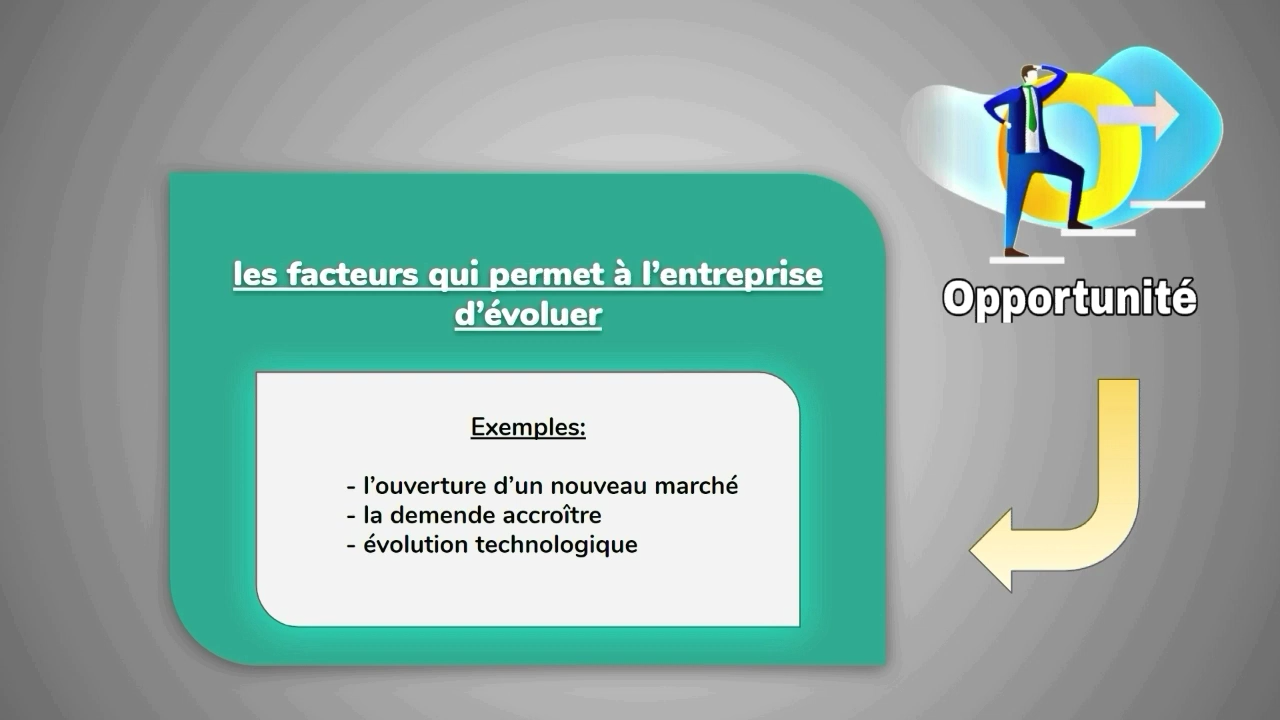 Opportunité
les facteurs qui permet à l’entreprise
d’évoluer
Exemples:
- l’ouverture d’un nouveau marché
- la demende accroître
- évolution technologique